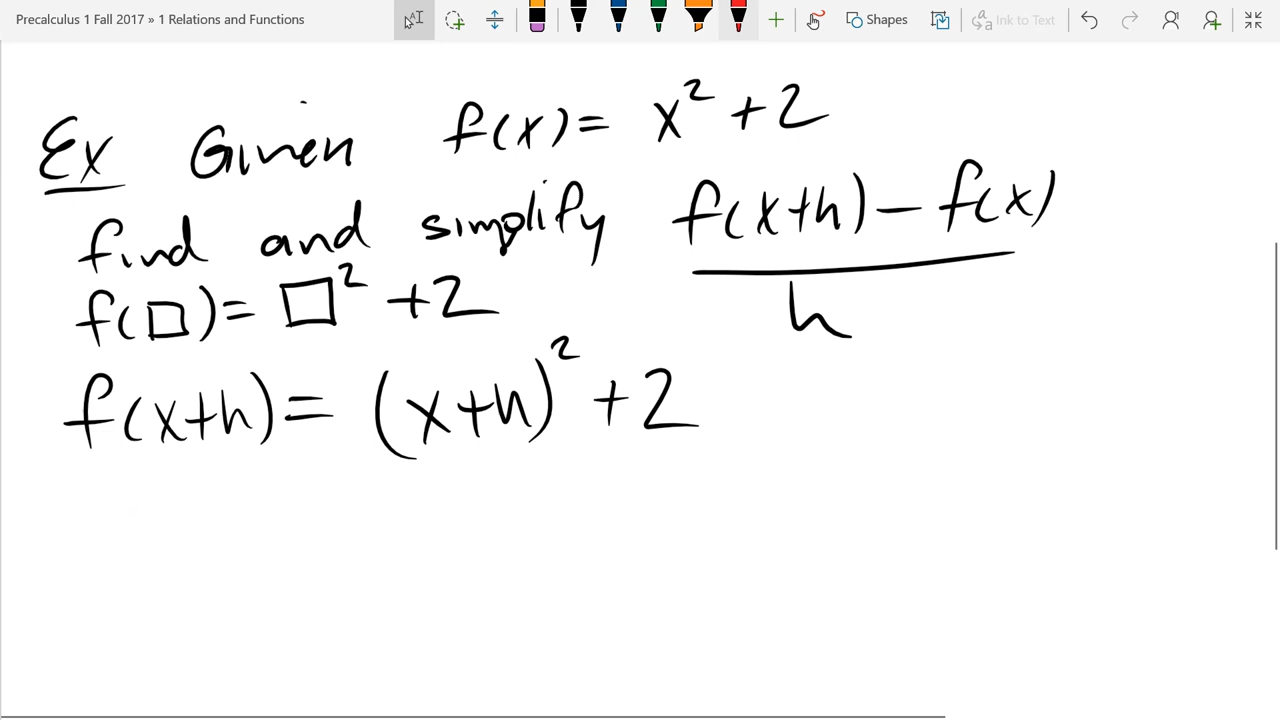 Precalculus 1 Fall 2017 » 1 Relations and Functions
Shapes
Ink to Text
Ex Given f(x) = x² + 2
find and simplify f(x+h) – f(x)
h
f(□) = □² + 2
f(x+h) = (x+h)² + 2